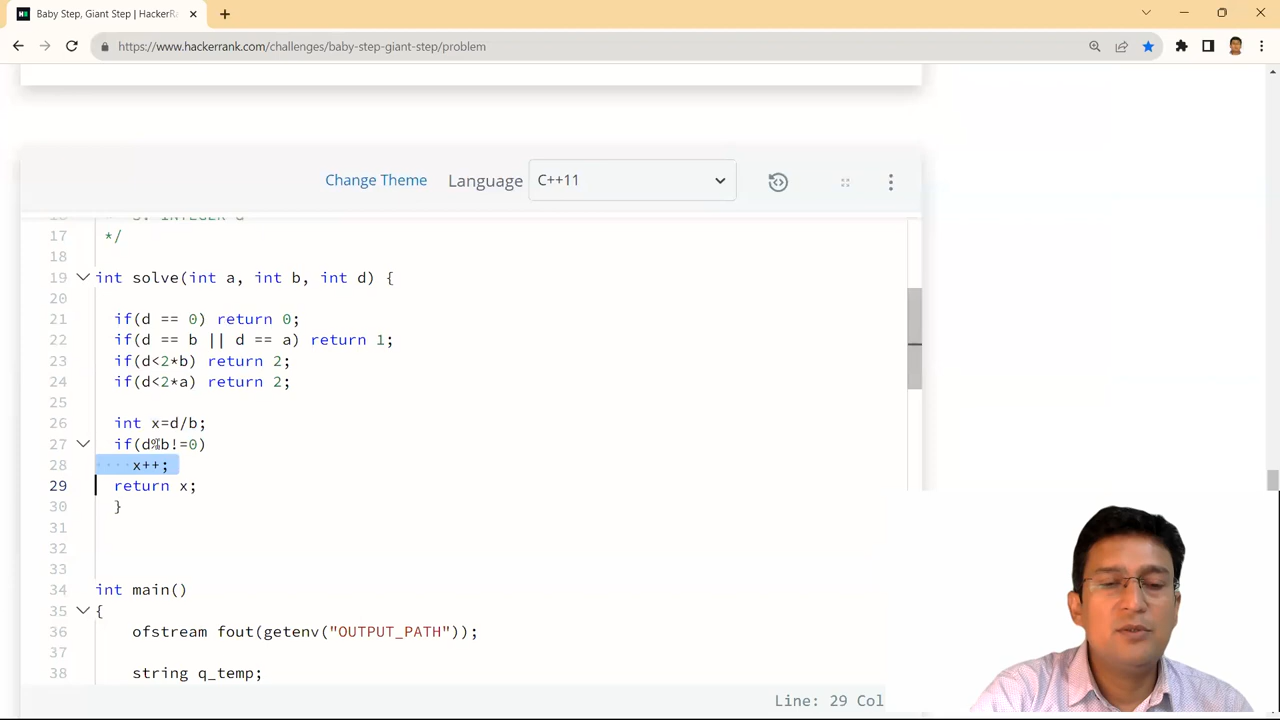 Baby Step, Giant Step | HackerRa
https://www.hackerrank.com/challenges/baby-step-giant-step/problem
Change Theme Language C++11
17 */
18
19 int solve(int a, int b, int d) {
20
21 if(d == 0) return 0;
22 if(d == b || d == a) return 1;
23 if(d<2*b) return 2;
24 if(d<2*a) return 2;
25
26 int x=d/b;
27 if(d%b!=0)
28 x++;
29 return x;
30 }
31
32
33
34 int main()
35 {
36 ofstream fout(getenv("OUTPUT_PATH"));
37
38 string q_temp;
Line: 29 Col